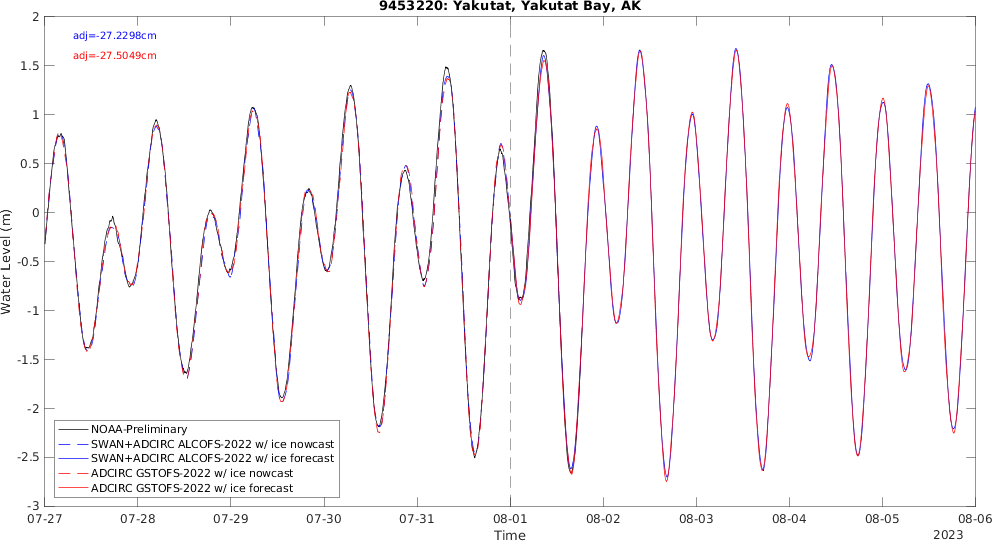 9453220: Yakutat, Yakutat Bay, AK
adj=-27.2298cm
adj=-27.5049cm
2
1.5
1
0.5
0
-0.5
-1
-1.5
-2
-2.5
-3
Water Level (m)
NOAA-Preliminary
SWAN+ADCIRC ALCOFS-2022 w/ ice nowcast
SWAN+ADCIRC ALCOFS-2022 w/ ice forecast
ADCIRC GSTOFS-2022 w/ ice nowcast
ADCIRC GSTOFS-2022 w/ ice forecast
07-27 07-28 07-29 07-30 07-31 08-01 08-02 08-03 08-04 08-05 08-06
Time
2023